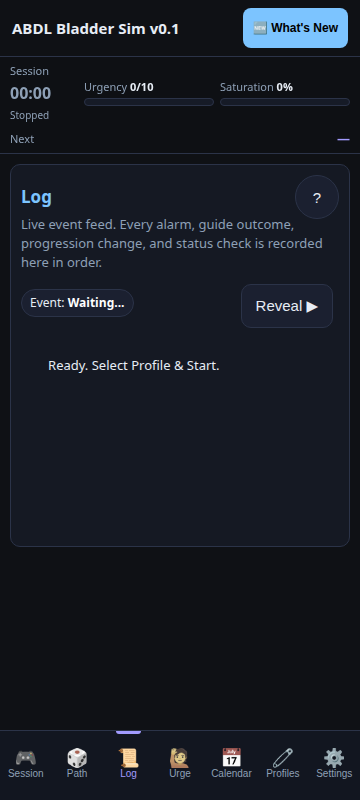 ABDL Bladder Sim v0.1
🆕 What's New
Session
00:00
Stopped
Urgency 0/10
Saturation 0%
Next
—
Log
?
Live event feed. Every alarm, guide outcome,
progression change, and status check is recorded
here in order.
Event: Waiting...
Reveal ▶
Ready. Select Profile & Start.
Session
Path
Log
Urge
Calendar
Profiles
Settings